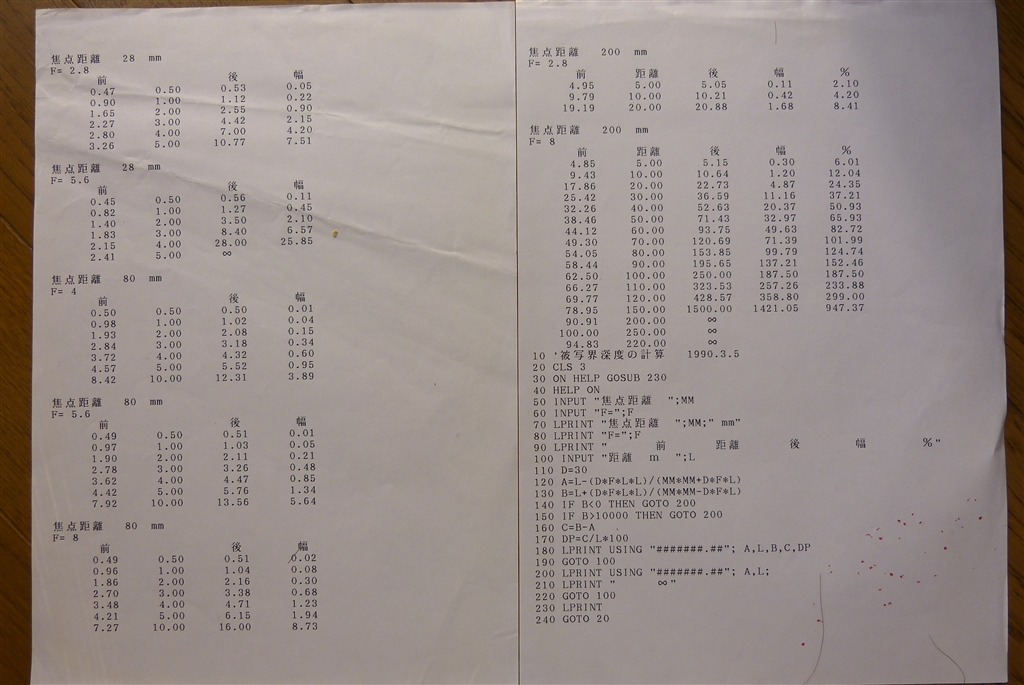 焦点距離 28 mm
F= 2.8
前 後 幅
0.47 0.50 0.53 0.05
0.90 1.00 1.12 0.22
1.65 2.00 2.55 0.90
2.27 3.00 4.42 2.15
2.80 4.00 7.00 4.20
3.26 5.00 10.77 7.51
焦点距離 28 mm
F= 5.6
前 後 幅
0.45 0.50 0.56 0.11
0.82 1.00 1.27 0.45
1.40 2.00 3.50 2.10
1.83 3.00 8.40 6.57
2.15 4.00 28.00 25.85
2.41 5.00 ∞
焦点距離 80 mm
F= 4
前 後 幅
0.50 0.50 0.50 0.01
0.98 1.00 1.02 0.04
1.93 2.00 2.08 0.15
2.84 3.00 3.18 0.34
3.72 4.00 4.32 0.60
4.57 5.00 5.52 0.95
8.42 10.00 12.31 3.89
焦点距離 80 mm
F= 5.6
前 後 幅
0.49 0.50 0.51 0.01
0.97 1.00 1.03 0.05
1.90 2.00 2.11 0.21
2.78 3.00 3.26 0.48
3.62 4.00 4.47 0.85
4.42 5.00 5.76 1.34
7.92 10.00 13.56 5.64
焦点距離 80 mm
F= 8
前 後 幅
0.49 0.50 0.51 0.02
0.96 1.00 1.04 0.08
1.86 2.00 2.16 0.30
2.70 3.00 3.38 0.68
3.48 4.00 4.71 1.23
4.21 5.00 6.15 1.94
7.27 10.00 16.00 8.73
焦点距離 200 mm
F= 2.8
前 距離 後 幅 %
4.95 5.00 5.05 0.11 2.10
9.79 10.00 10.21 0.42 4.20
19.19 20.00 20.88 1.68 8.41
焦点距離 200 mm
F= 8
前 距離 後 幅 %
4.85 5.00 5.15 0.30 6.01
9.43 10.00 10.64 1.20 12.04
17.86 20.00 22.73 4.87 24.35
25.42 30.00 36.59 11.16 37.21
32.26 40.00 52.63 20.37 50.93
38.46 50.00 71.43 32.97 65.93
44.12 60.00 93.75 49.63 82.72
49.30 70.00 120.69 71.39 101.99
54.05 80.00 153.85 99.79 124.74
58.44 90.00 195.65 137.21 152.46
62.50 100.00 250.00 187.50 187.50
66.27 110.00 323.53 257.26 233.88
69.77 120.00 428.57 358.80 299.00
78.95 150.00 1500.00 1421.05 947.37
90.91 200.00 ∞
100.00 250.00 ∞
94.83 220.00 ∞
10 '被写界深度の計算 1990.3.5
20 CLS 3
30 ON HELP GOSUB 230
40 HELP ON
50 INPUT "焦点距離 ";MM
60 INPUT "F=";F
70 LPRINT "焦点距離 ";MM;" mm"
80 LPRINT "F=";F
90 LPRINT " 前 距離 後 幅 %"
100 INPUT "距離 m ";L
110 D=30
120 A=L-(D*F*L*L)/(MM*MM+D*F*L)
130 B=L+(D*F*L*L)/(MM*MM-D*F*L)
140 IF B<0 THEN GOTO 200
150 IF B>10000 THEN GOTO 200
160 C=B-A
170 DP=C/L*100
180 LPRINT USING "#######.##"; A,L,B,C,DP
190 GOTO 100
200 LPRINT USING "#######.##"; A,L;
210 LPRINT " ∞"
220 GOTO 100
230 LPRINT
240 GOTO 20